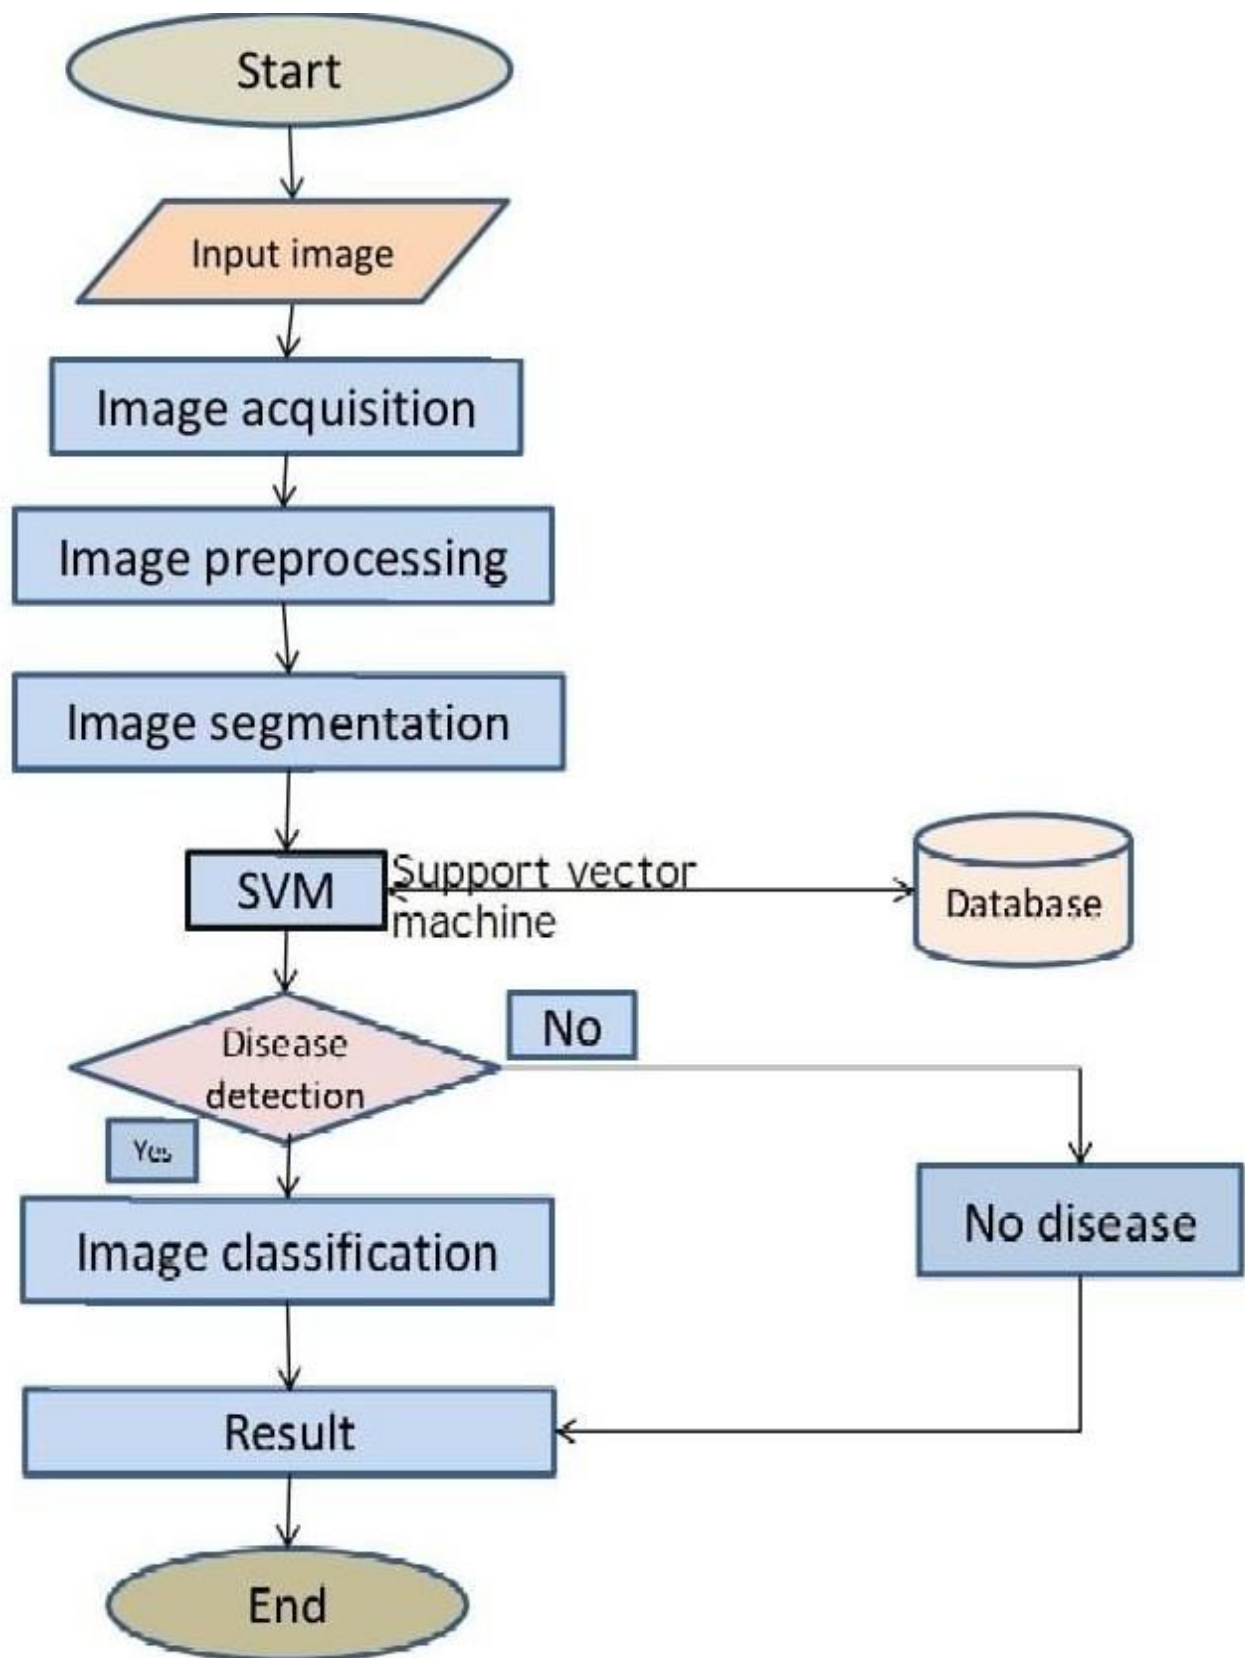 Start
Input image
Image acquisition
Image preprocessing
Image segmentation
SVM
Support vector
machine
Database
Disease
detection
No
Yes
Image classification
No disease
Result
End